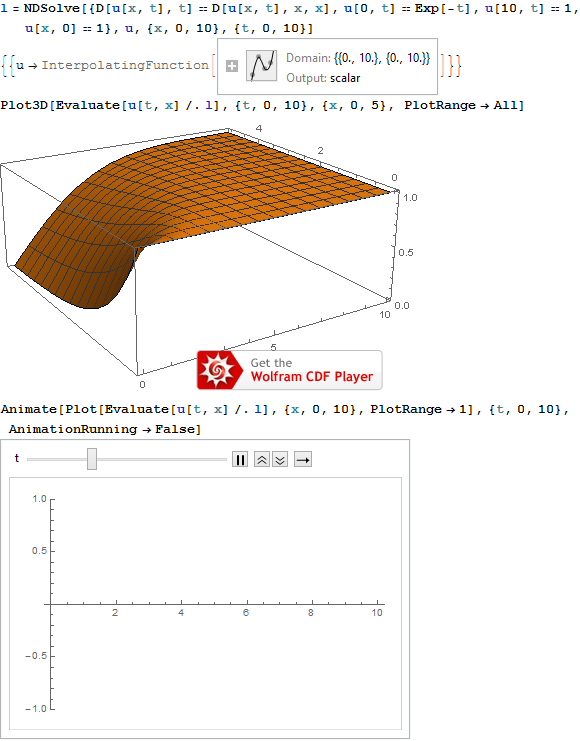 l = NDSolve[{D[u[x, t], t] == D[u[x, t], x, x], u[0, t] == Exp[-t], u[10, t] == 1,
u[x, 0] == 1}, u, {x, 0, 10}, {t, 0, 10}]
{{u → InterpolatingFunction[ Domain: {{0., 10.}, {0., 10.}} ]}}
Output: scalar
Plot3D[Evaluate[u[t, x] /. l], {t, 0, 10}, {x, 0, 5}, PlotRange → All]
4
2
0
1.0
0.5
0.0
10
5
0
Get the
Wolfram CDF Player
Animate[Plot[Evaluate[u[t, x] /. l], {x, 0, 10}, PlotRange → 1], {t, 0, 10},
AnimationRunning → False]
t
1.0
0.5
2 4 6 8 10
-0.5
-1.0